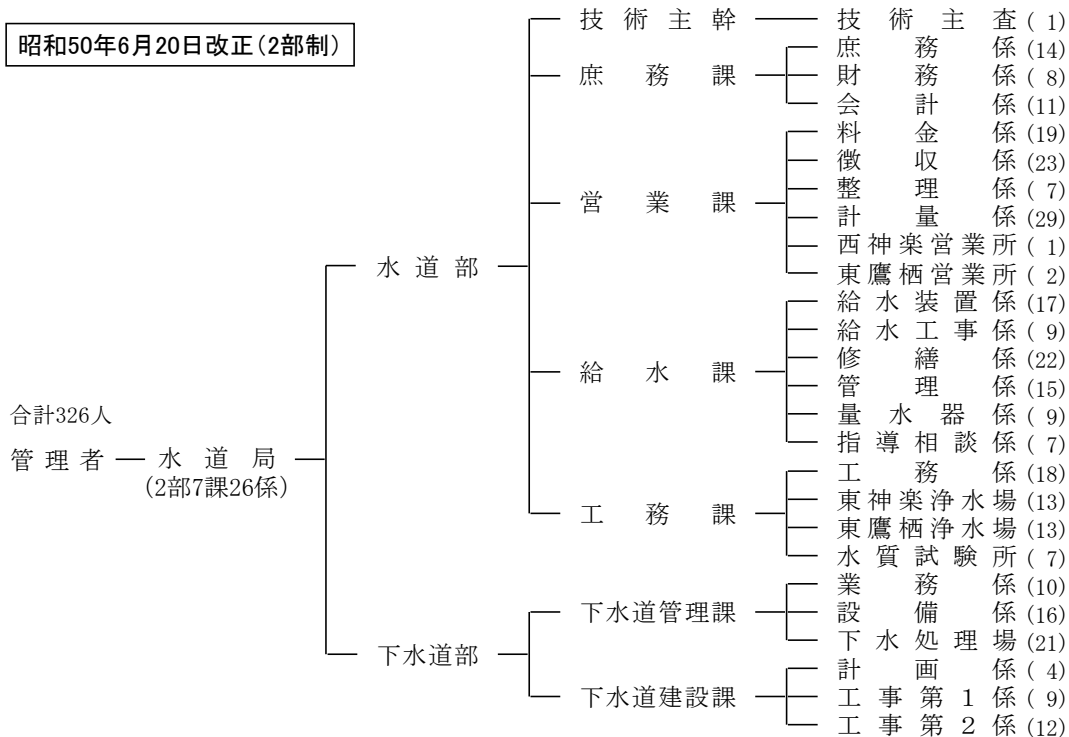 昭和50年6月20日改正(2部制)
合計326人
管理者
水道局
(2部7課26係)
水道部
技術主幹
技術主査( 1)
庶務課
庶務係(14)
財務係( 8)
会計係(11)
営業課
料金係(19)
徴収係(23)
整理係( 7)
計量係(29)
西神楽営業所( 1)
東鷹栖営業所( 2)
給水課
給水装置係(17)
給水工事係( 9)
修繕係(22)
管理係(15)
量水器係( 9)
指導相談係( 7)
工務課
工務係(18)
東神楽浄水場(13)
東鷹栖浄水場(13)
水質試験所( 7)
下水道部
下水道管理課
業務係(10)
設備係(16)
下水処理場(21)
下水道建設課
計画係( 4)
工事第1係( 9)
工事第2係(12)